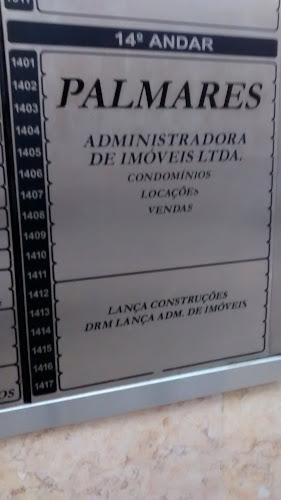 14º ANDAR
1401
1402
1403
1404
1405
1406
1407
1408
1409
1410
1411
1412
1413
1414
1415
1416
1417
PALMARES
ADMINISTRADORA
DE IMÓVEIS LTDA.
CONDOMÍNIOS
LOCAÇÕES
VENDAS
LANÇA CONSTRUÇÕES
DRM LANÇA ADM. DE IMÓVEIS